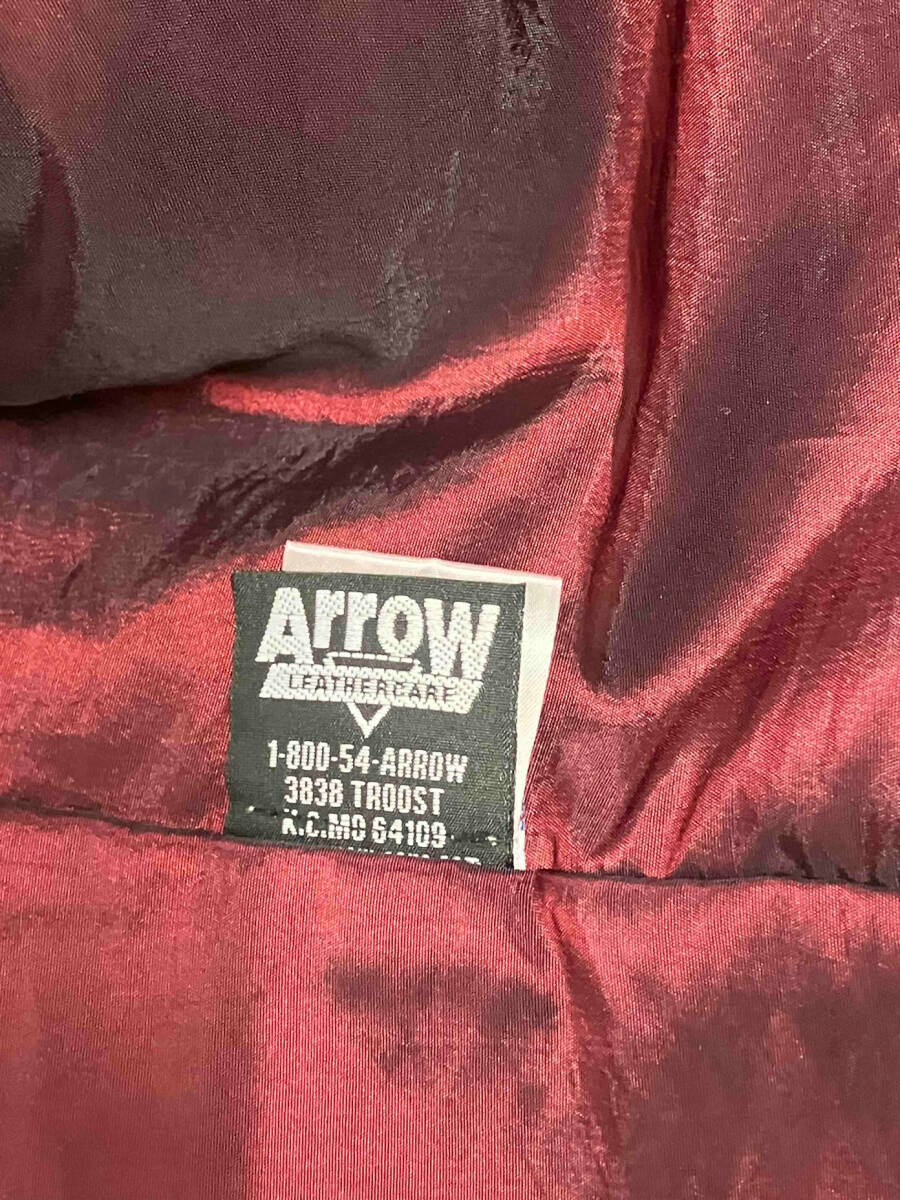 Arrow
LEATHERCARE
1-800-54-ARROW
3838 TROOST
K.C.MO 64109